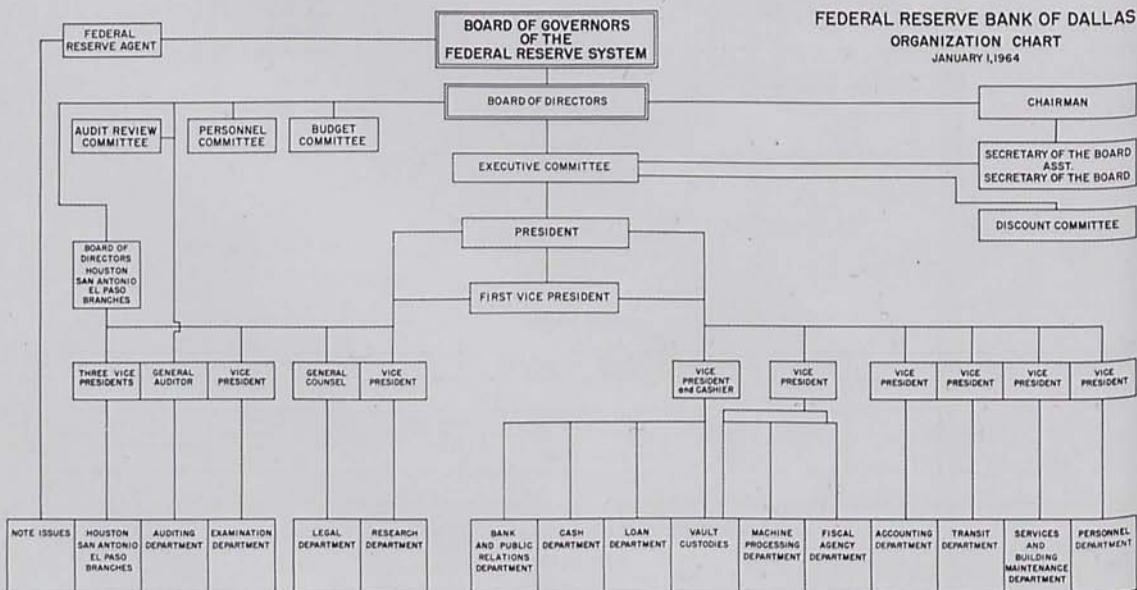 FEDERAL RESERVE BANK OF DALLAS
ORGANIZATION CHART
JANUARY 1, 1964
BOARD OF GOVERNORS
OF THE
FEDERAL RESERVE SYSTEM
FEDERAL
RESERVE AGENT
BOARD OF DIRECTORS
CHAIRMAN
AUDIT REVIEW
COMMITTEE
PERSONNEL
COMMITTEE
BUDGET
COMMITTEE
EXECUTIVE COMMITTEE
SECRETARY OF THE BOARD
ASST.
SECRETARY OF THE BOARD
DISCOUNT COMMITTEE
PRESIDENT
BOARD OF
DIRECTORS
HOUSTON
SAN ANTONIO
EL PASO
BRANCHES
FIRST VICE PRESIDENT
THREE VICE
PRESIDENTS
GENERAL
AUDITOR
VICE
PRESIDENT
GENERAL
COUNSEL
VICE
PRESIDENT
VICE
PRESIDENT
and CASHIER
VICE
PRESIDENT
VICE
PRESIDENT
VICE
PRESIDENT
VICE
PRESIDENT
VICE
PRESIDENT
NOTE ISSUES
HOUSTON
SAN ANTONIO
EL PASO
BRANCHES
AUDITING
DEPARTMENT
EXAMINATION
DEPARTMENT
LEGAL
DEPARTMENT
RESEARCH
DEPARTMENT
BANK
AND PUBLIC
RELATIONS
DEPARTMENT
CASH
DEPARTMENT
LOAN
DEPARTMENT
VAULT
CUSTODIES
MACHINE
PROCESSING
DEPARTMENT
FISCAL
AGENCY
DEPARTMENT
ACCOUNTING
DEPARTMENT
TRANSIT
DEPARTMENT
SERVICES
AND
BUILDING
MAINTENANCE
DEPARTMENT
PERSONNEL
DEPARTMENT